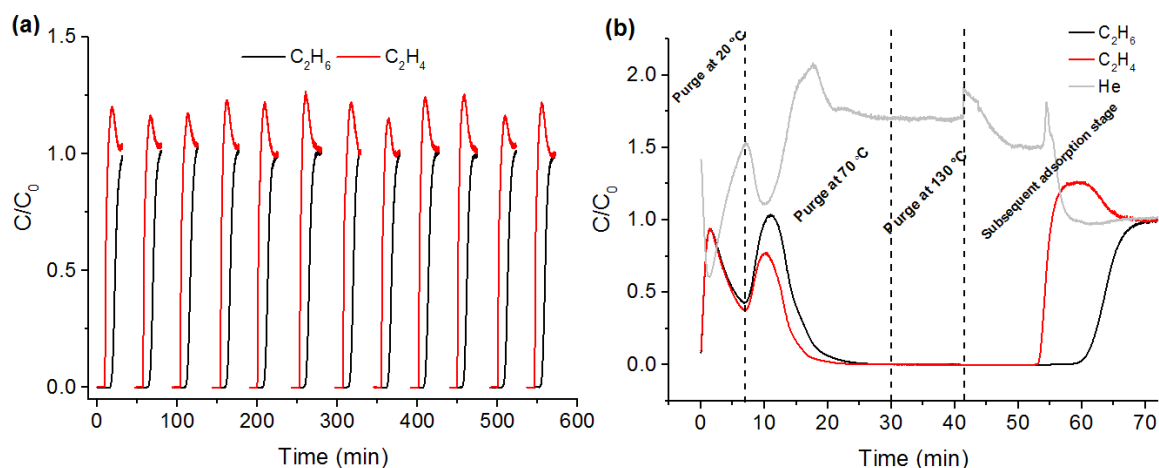 (a)
C₂H₆ C₂H₄
1.5
1.0
0.5
0.0
C/C₀
0 100 200 300 400 500 600
Time (min)
(b)
C₂H₆
C₂H₄
He
Purge at 20 °C
Purge at 70 °C
Purge at 130 °C
Subsequent adsorption stage
2.0
1.5
1.0
0.5
0.0
C/C₀
0 10 20 30 40 50 60 70
Time (min)